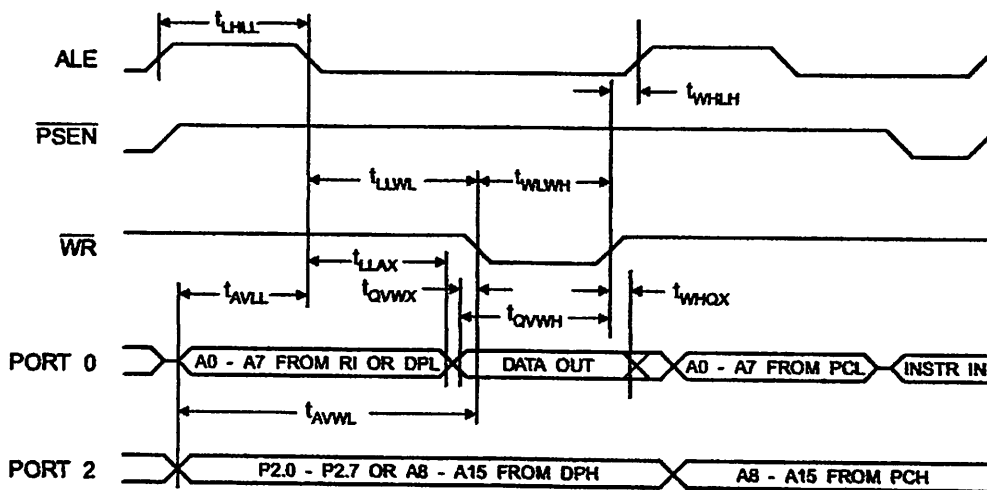 tLHLL
ALE
tWHLH
PSEN
tLLWL
tWLWH
WR
tLLAX
tAVLL
tQVWX
tWHQX
tQVWH
PORT 0
A0 - A7 FROM RI OR DPL
DATA OUT
A0 - A7 FROM PCL
INSTR IN
tAVWL
PORT 2
P2.0 - P2.7 OR A8 - A15 FROM DPH
A8 - A15 FROM PCH